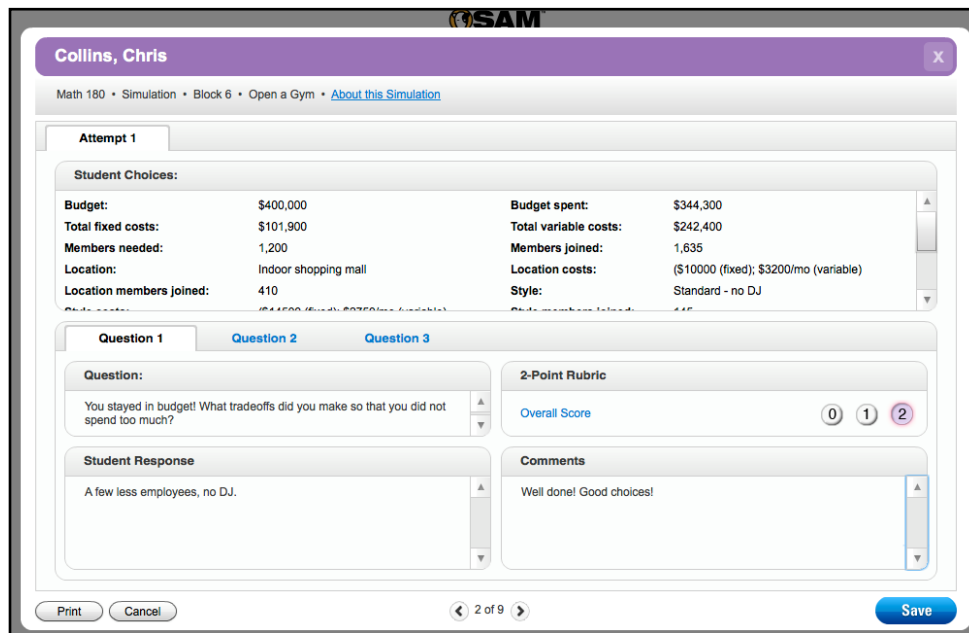 SAM
Collins, Chris
X
Math 180 • Simulation • Block 6 • Open a Gym • About this Simulation
Attempt 1
Student Choices:
Budget: $400,000 Budget spent: $344,300
Total fixed costs: $101,900 Total variable costs: $242,400
Members needed: 1,200 Members joined: 1,635
Location: Indoor shopping mall Location costs: ($10000 (fixed); $3200/mo (variable)
Location members joined: 410 Style: Standard - no DJ
Question 1 Question 2 Question 3
Question: 2-Point Rubric
You stayed in budget! What tradeoffs did you make so that you did not
spend too much?
Overall Score 0 1 2
Student Response Comments
A few less employees, no DJ. Well done! Good choices!
Print Cancel 2 of 9 Save